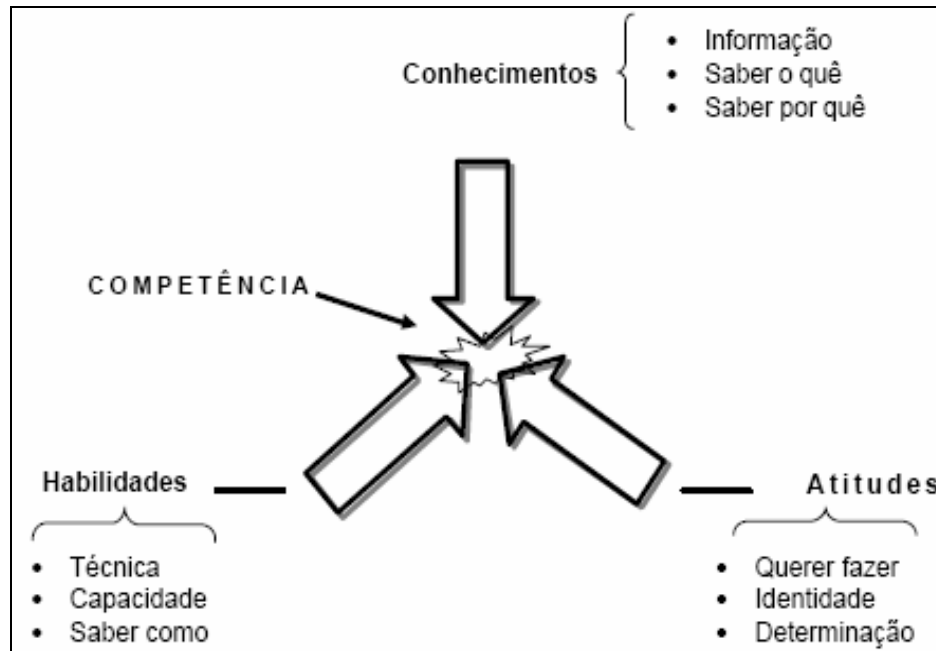 Conhecimentos
• Informação
• Saber o quê
• Saber por quê
COMPETÊNCIA
Habilidades
• Técnica
• Capacidade
• Saber como
Atitudes
• Querer fazer
• Identidade
• Determinação